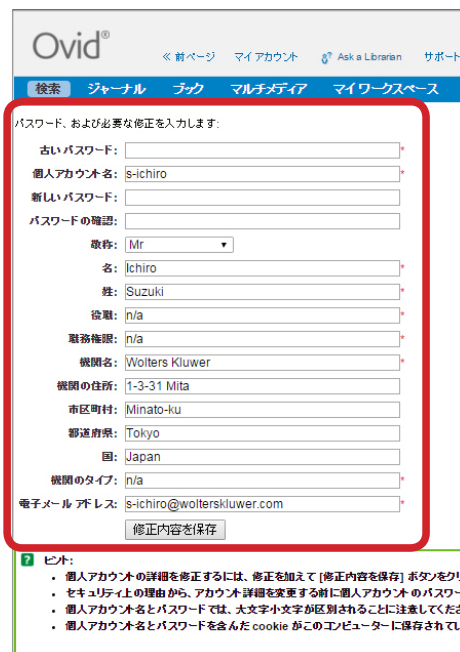 Ovid®
≪ 前ページ マイ アカウント Ask a Librarian サポート
検索 ジャーナル ブック マルチメディア マイ ワークスペース
パスワード、および必要な修正を入力します:
古いパスワード: *
個人アカウント名: s-ichiro *
新しいパスワード:
パスワードの確認:
敬称: Mr
名: Ichiro *
姓: Suzuki *
役職: n/a *
職務権限: n/a *
機関名: Wolters Kluwer *
機関の住所: 1-3-31 Mita
市区町村: Minato-ku
都道府県: Tokyo
国: Japan
機関のタイプ: n/a *
電子メール アドレス: s-ichiro@wolterskluwer.com *
修正内容を保存
? ヒント:
• 個人アカウントの詳細を修正するには、修正を加えて [修正内容を保存] ボタンをクリ
• セキュリティ上の理由から、アカウント詳細を変更する前に個人アカウントのパスワー
• 個人アカウント名とパスワードでは、大文字小文字が区別されることに注意してくださ
• 個人アカウント名とパスワードを含んだ cookie がこのコンピューターに保存されてし